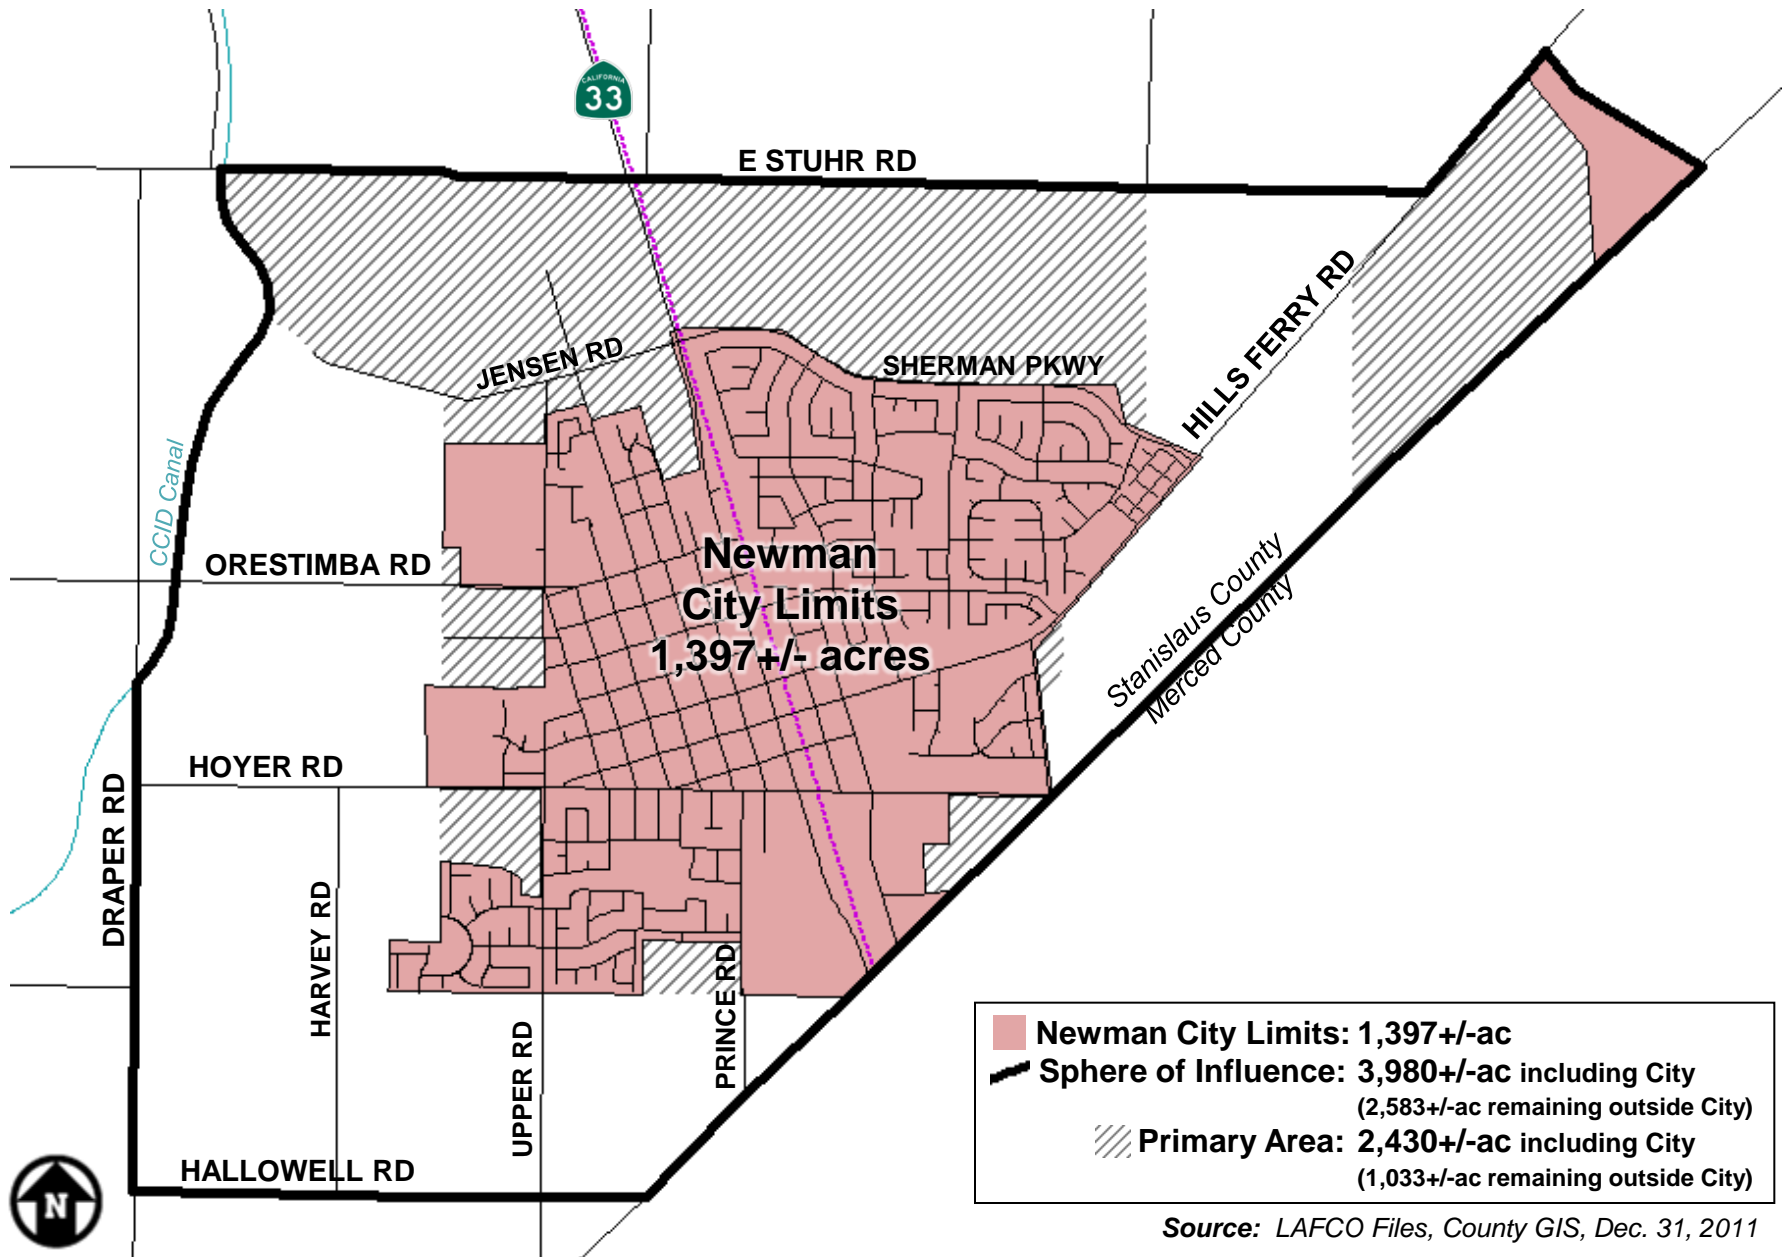 CALIFORNIA
33
E STUHR RD
HILLS FERRY RD
JENSEN RD
SHERMAN PKWY
CCID Canal
ORESTIMBA RD
Newman
City Limits
1,397+/- acres
Stanislaus County
Merced County
HOYER RD
DRAPER RD
HARVEY RD
UPPER RD
PRINCE RD
HALLOWELL RD
N
Newman City Limits: 1,397+/-ac
Sphere of Influence: 3,980+/-ac including City
(2,583+/-ac remaining outside City)
Primary Area: 2,430+/-ac including City
(1,033+/-ac remaining outside City)
Source: LAFCO Files, County GIS, Dec. 31, 2011